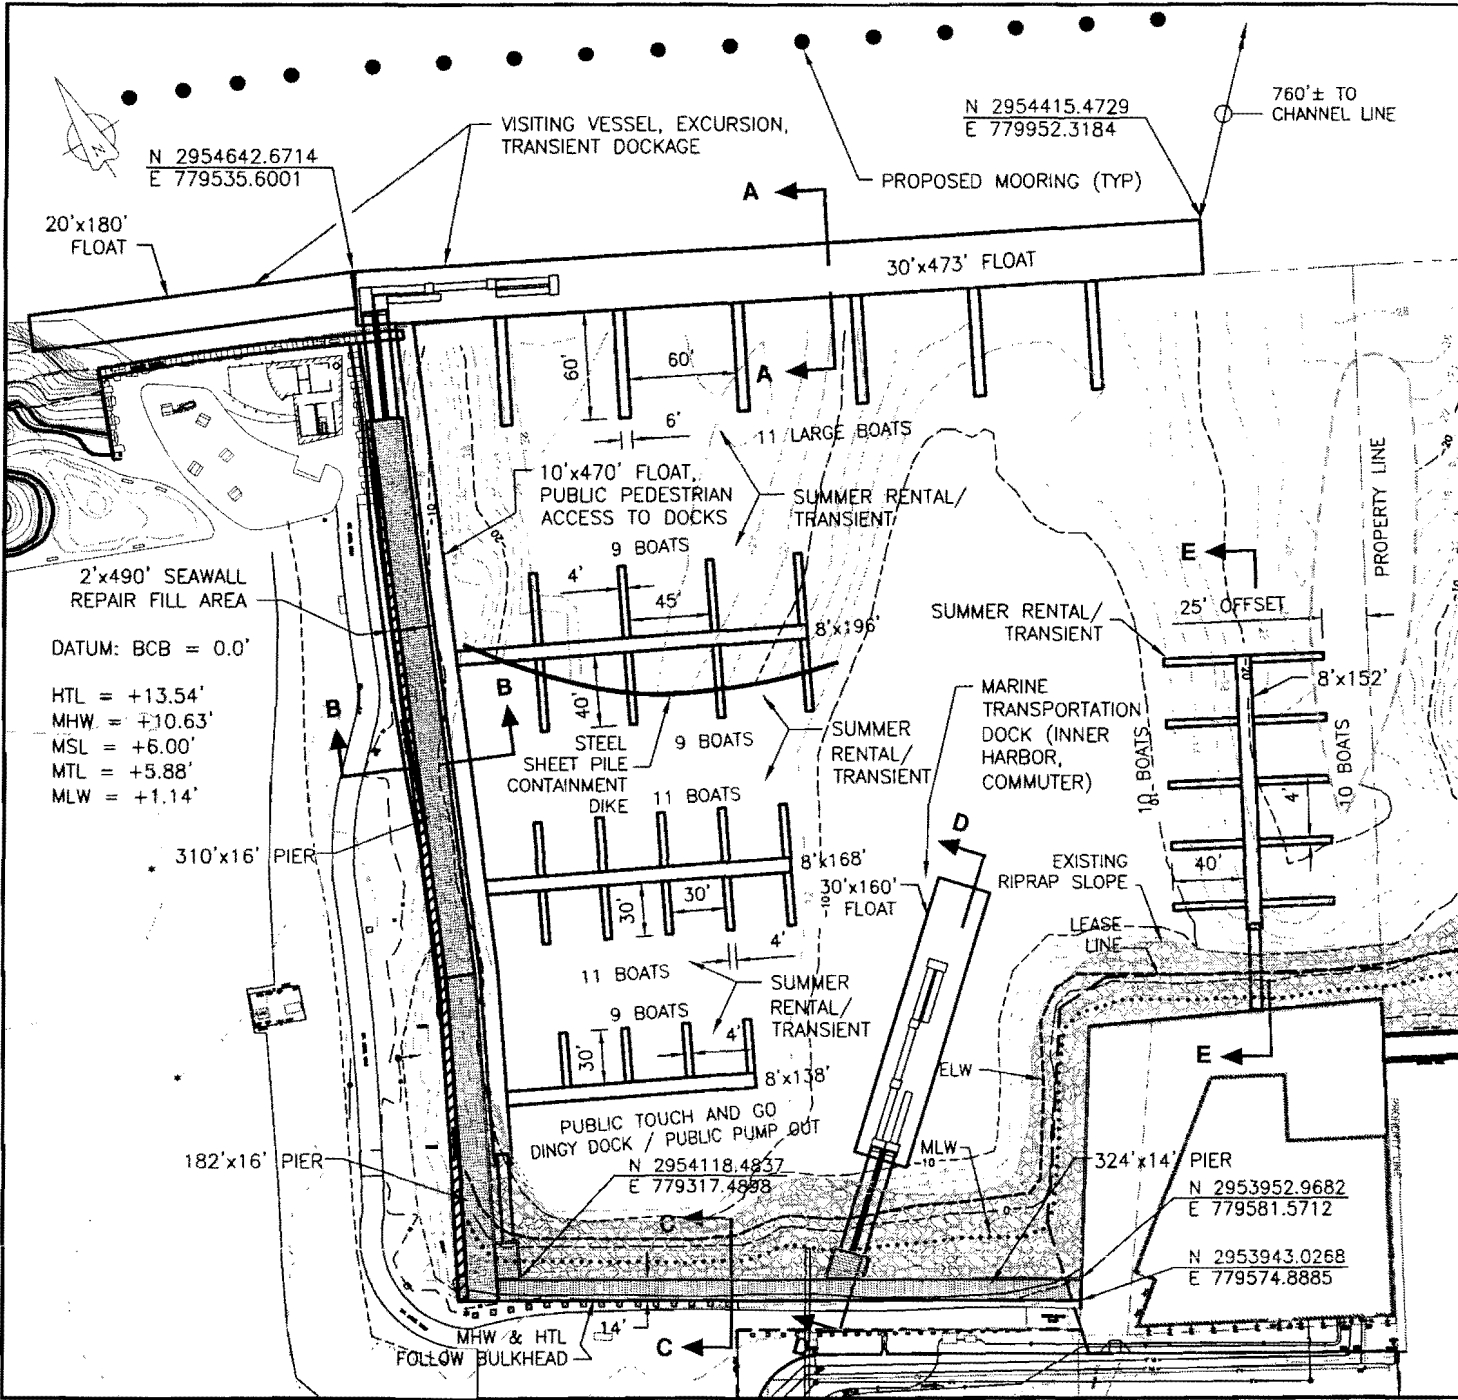 760'± TO
CHANNEL LINE
N 2954415.4729
E 779952.3184
VISITING VESSEL, EXCURSION,
TRANSIENT DOCKAGE
N 2954642.6714
E 779535.6001
N
A
PROPOSED MOORING (TYP)
20'x180'
FLOAT
30'x473' FLOAT
60'
60'
A
6'
11 LARGE BOATS
10'x470' FLOAT,
PUBLIC PEDESTRIAN
ACCESS TO DOCKS
SUMMER RENTAL/
TRANSIENT
-10
-20
-20
PROPERTY LINE
9 BOATS
4'
45'
E
2'x490' SEAWALL
REPAIR FILL AREA
SUMMER RENTAL/
TRANSIENT
25' OFFSET
8'x196'
DATUM: BCB = 0.0'
HTL = +13.54'
MHW = +10.63'
MSL = +6.00'
MTL = +5.88'
MLW = +1.14'
B
B
40'
STEEL
SHEET PILE
CONTAINMENT
DIKE
9 BOATS
SUMMER
RENTAL/
TRANSIENT
MARINE
TRANSPORTATION
DOCK (INNER
HARBOR,
COMMUTER)
8'x152'
10 BOATS
10 BOATS
-10
4'
40'
11 BOATS
D
310'x16' PIER
8'x168'
30'x160'
FLOAT
EXISTING
RIPRAP SLOPE
30'
30'
-10
4'
LEASE
LINE
11 BOATS
SUMMER
RENTAL/
TRANSIENT
9 BOATS
4'
30'
8'x138'
ELW
E
PUBLIC TOUCH AND GO
DINGY DOCK / PUBLIC PUMP OUT
182'x16' PIER
MLW
-10
324'x14' PIER
N 2954118.4837
E 779317.4898
N 2953952.9682
E 779581.5712
C
N 2953943.0268
E 779574.8885
14'
MHW & HTL
FOLLOW BULKHEAD
C
D